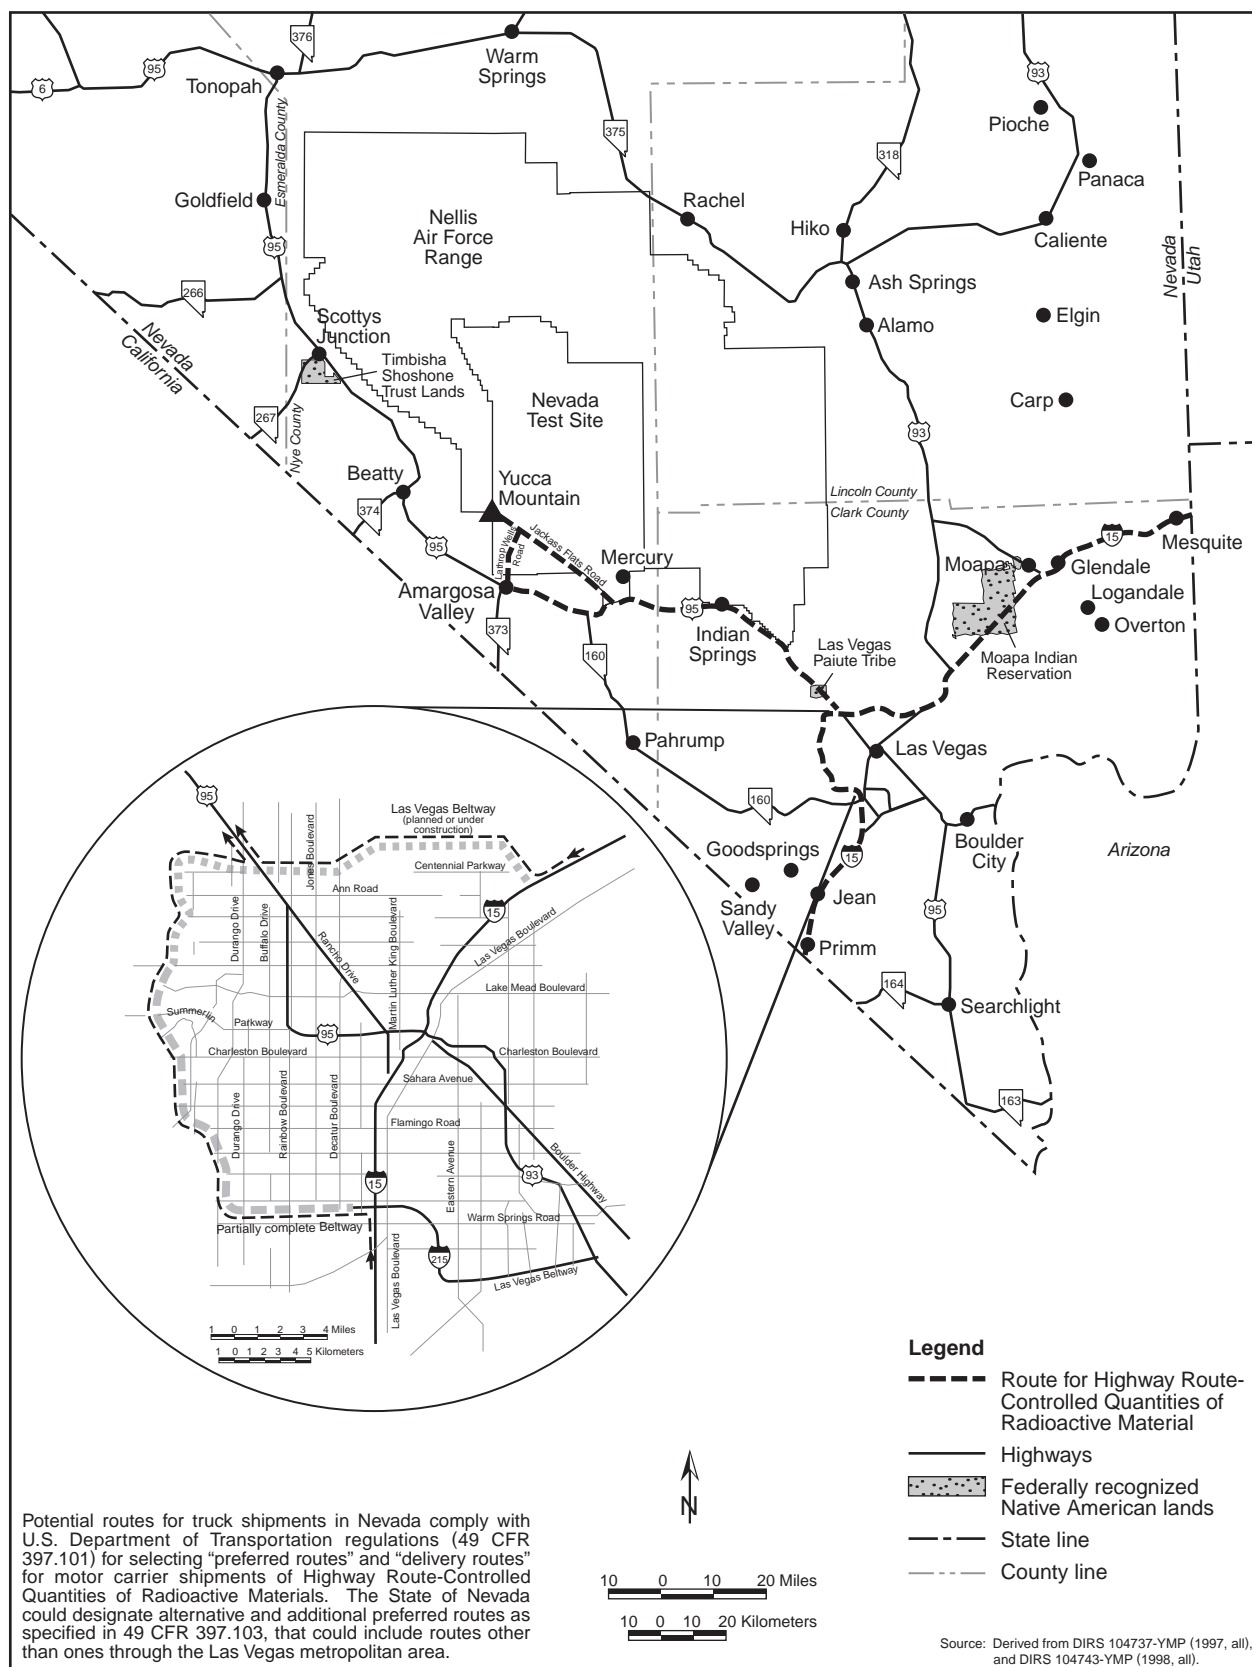 376
Warm
Springs
95
6
Tonopah
93
Pioche
375
318
Panaca
Esmeralda County
Goldfield
Nellis
Air Force
Range
Rachel
Hiko
Caliente
95
Nevada
Utah
266
Ash Springs
Alamo
Elgin
Nevada
California
Scottys
Junction
Timbisha
Shoshone
Trust Lands
Nevada
Test Site
Carp
267
Nye County
93
Beatty
Yucca
Mountain
Lincoln County
Clark County
374
95
Lathrop Wells
Road
Jackass Flats Road
Mercury
15
Mesquite
Moapa
Glendale
Amargosa
Valley
Logandale
Overton
95
Indian
Springs
373
160
Las Vegas
Paiute Tribe
Moapa Indian
Reservation
Pahrump
Las Vegas
160
Boulder
City
Arizona
15
Goodsprings
Sandy
Valley
Jean
Primm
95
164
Searchlight
163
95
Las Vegas Beltway
(planned or under
construction)
Jones Boulevard
Centennial Parkway
Ann Road
15
Durango Drive
Buffalo Drive
Rancho Drive
Martin Luther King Boulevard
Las Vegas Boulevard
Lake Mead Boulevard
Summerlin
Parkway
95
Charleston Boulevard
Charleston Boulevard
Sahara Avenue
Durango Drive
Rainbow Boulevard
Decatur Boulevard
Flamingo Road
Eastern Avenue
Boulder Highway
93
15
Warm Springs Road
Partially complete Beltway
Las Vegas Boulevard
215
Las Vegas Beltway
1 0 1 2 3 4 Miles
1 0 1 2 3 4 5 Kilometers
Legend
Route for Highway Route-
Controlled Quantities of
Radioactive Material
Highways
Federally recognized
Native American lands
State line
County line
N
10 0 10 20 Miles
10 0 10 20 Kilometers
Potential routes for truck shipments in Nevada comply with
U.S. Department of Transportation regulations (49 CFR
397.101) for selecting “preferred routes” and “delivery routes”
for motor carrier shipments of Highway Route-Controlled
Quantities of Radioactive Materials. The State of Nevada
could designate alternative and additional preferred routes as
specified in 49 CFR 397.103, that could include routes other
than ones through the Las Vegas metropolitan area.
Source: Derived from DIRS 104737-YMP (1997, all),
and DIRS 104743-YMP (1998, all).